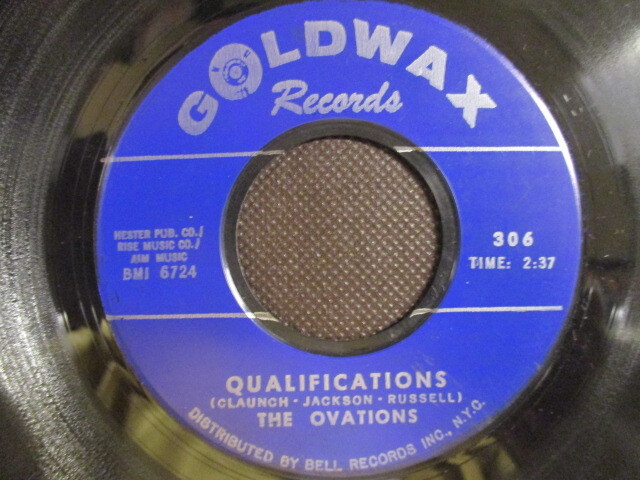 GOLDWAX
Records
HESTER PUB. CO./
RISE MUSIC CO./
AIM MUSIC
BMI 6724
306
TIME: 2:37
QUALIFICATIONS
(CLAUNCH - JACKSON - RUSSELL)
THE OVATIONS
DISTRIBUTED BY BELL RECORDS INC., N.Y.C.